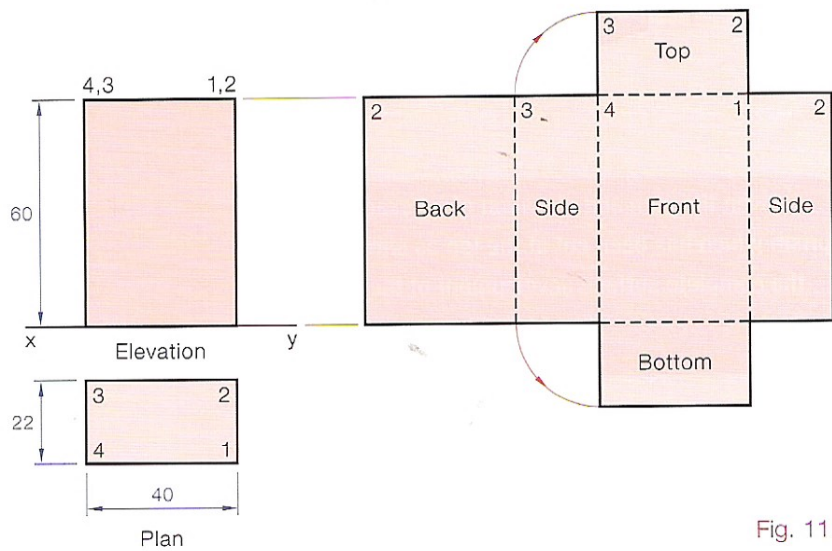 3 2
Top
4,3 1,2
2 3 4 1 2
60
Back Side Front Side
x y
Elevation
Bottom
3 2
22
4 1
40
Plan
Fig. 11